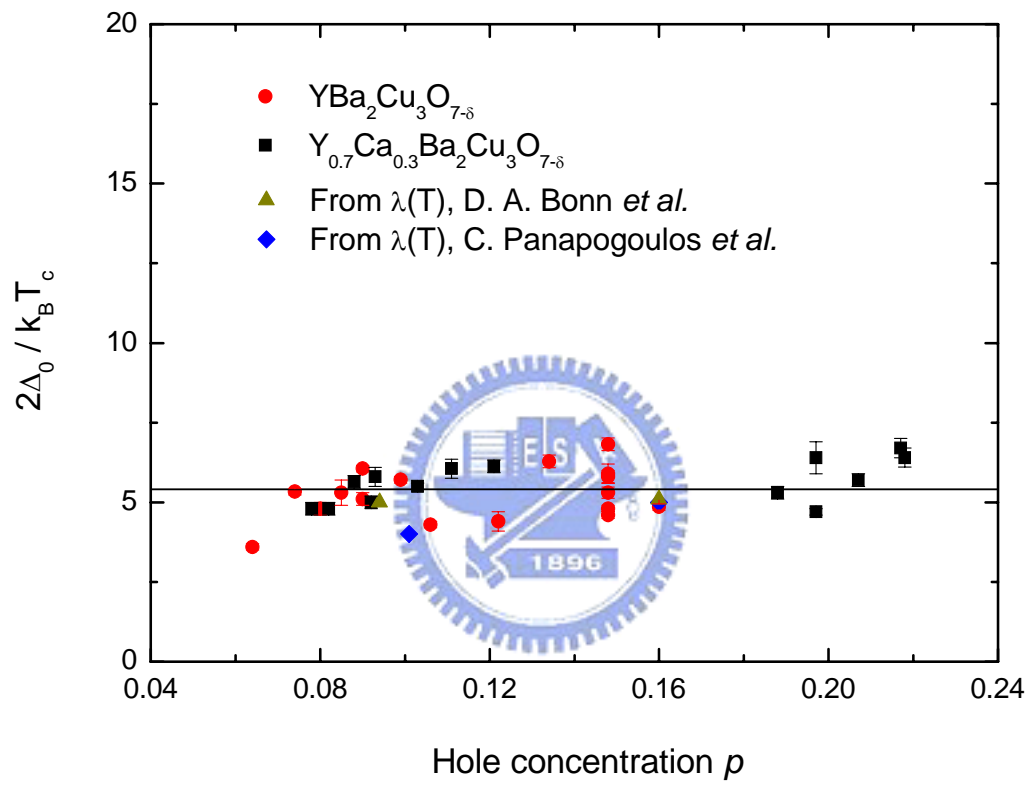 20
15
10
5
0
0.04 0.08 0.12 0.16 0.20 0.24
2Δ₀ / k_BT_c
Hole concentration p
YBa₂Cu₃O₇₋δ
Y₀.₇Ca₀.₃Ba₂Cu₃O₇₋δ
From λ(T), D. A. Bonn et al.
From λ(T), C. Panapogoulos et al.
E S
1896